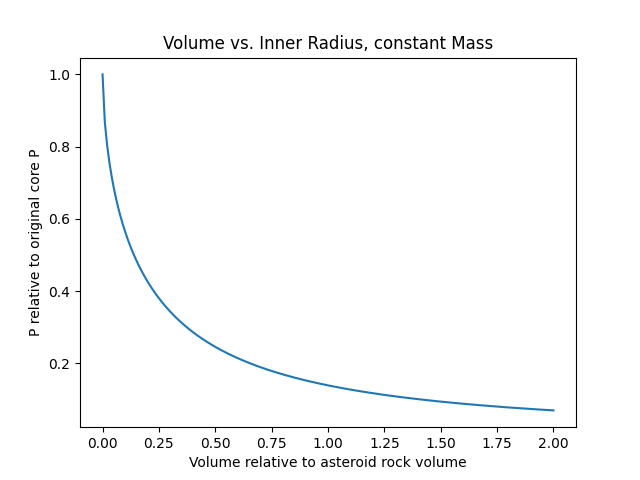 Volume vs. Inner Radius, constant Mass
P relative to original core P
1.0
0.8
0.6
0.4
0.2
0.00 0.25 0.50 0.75 1.00 1.25 1.50 1.75 2.00
Volume relative to asteroid rock volume